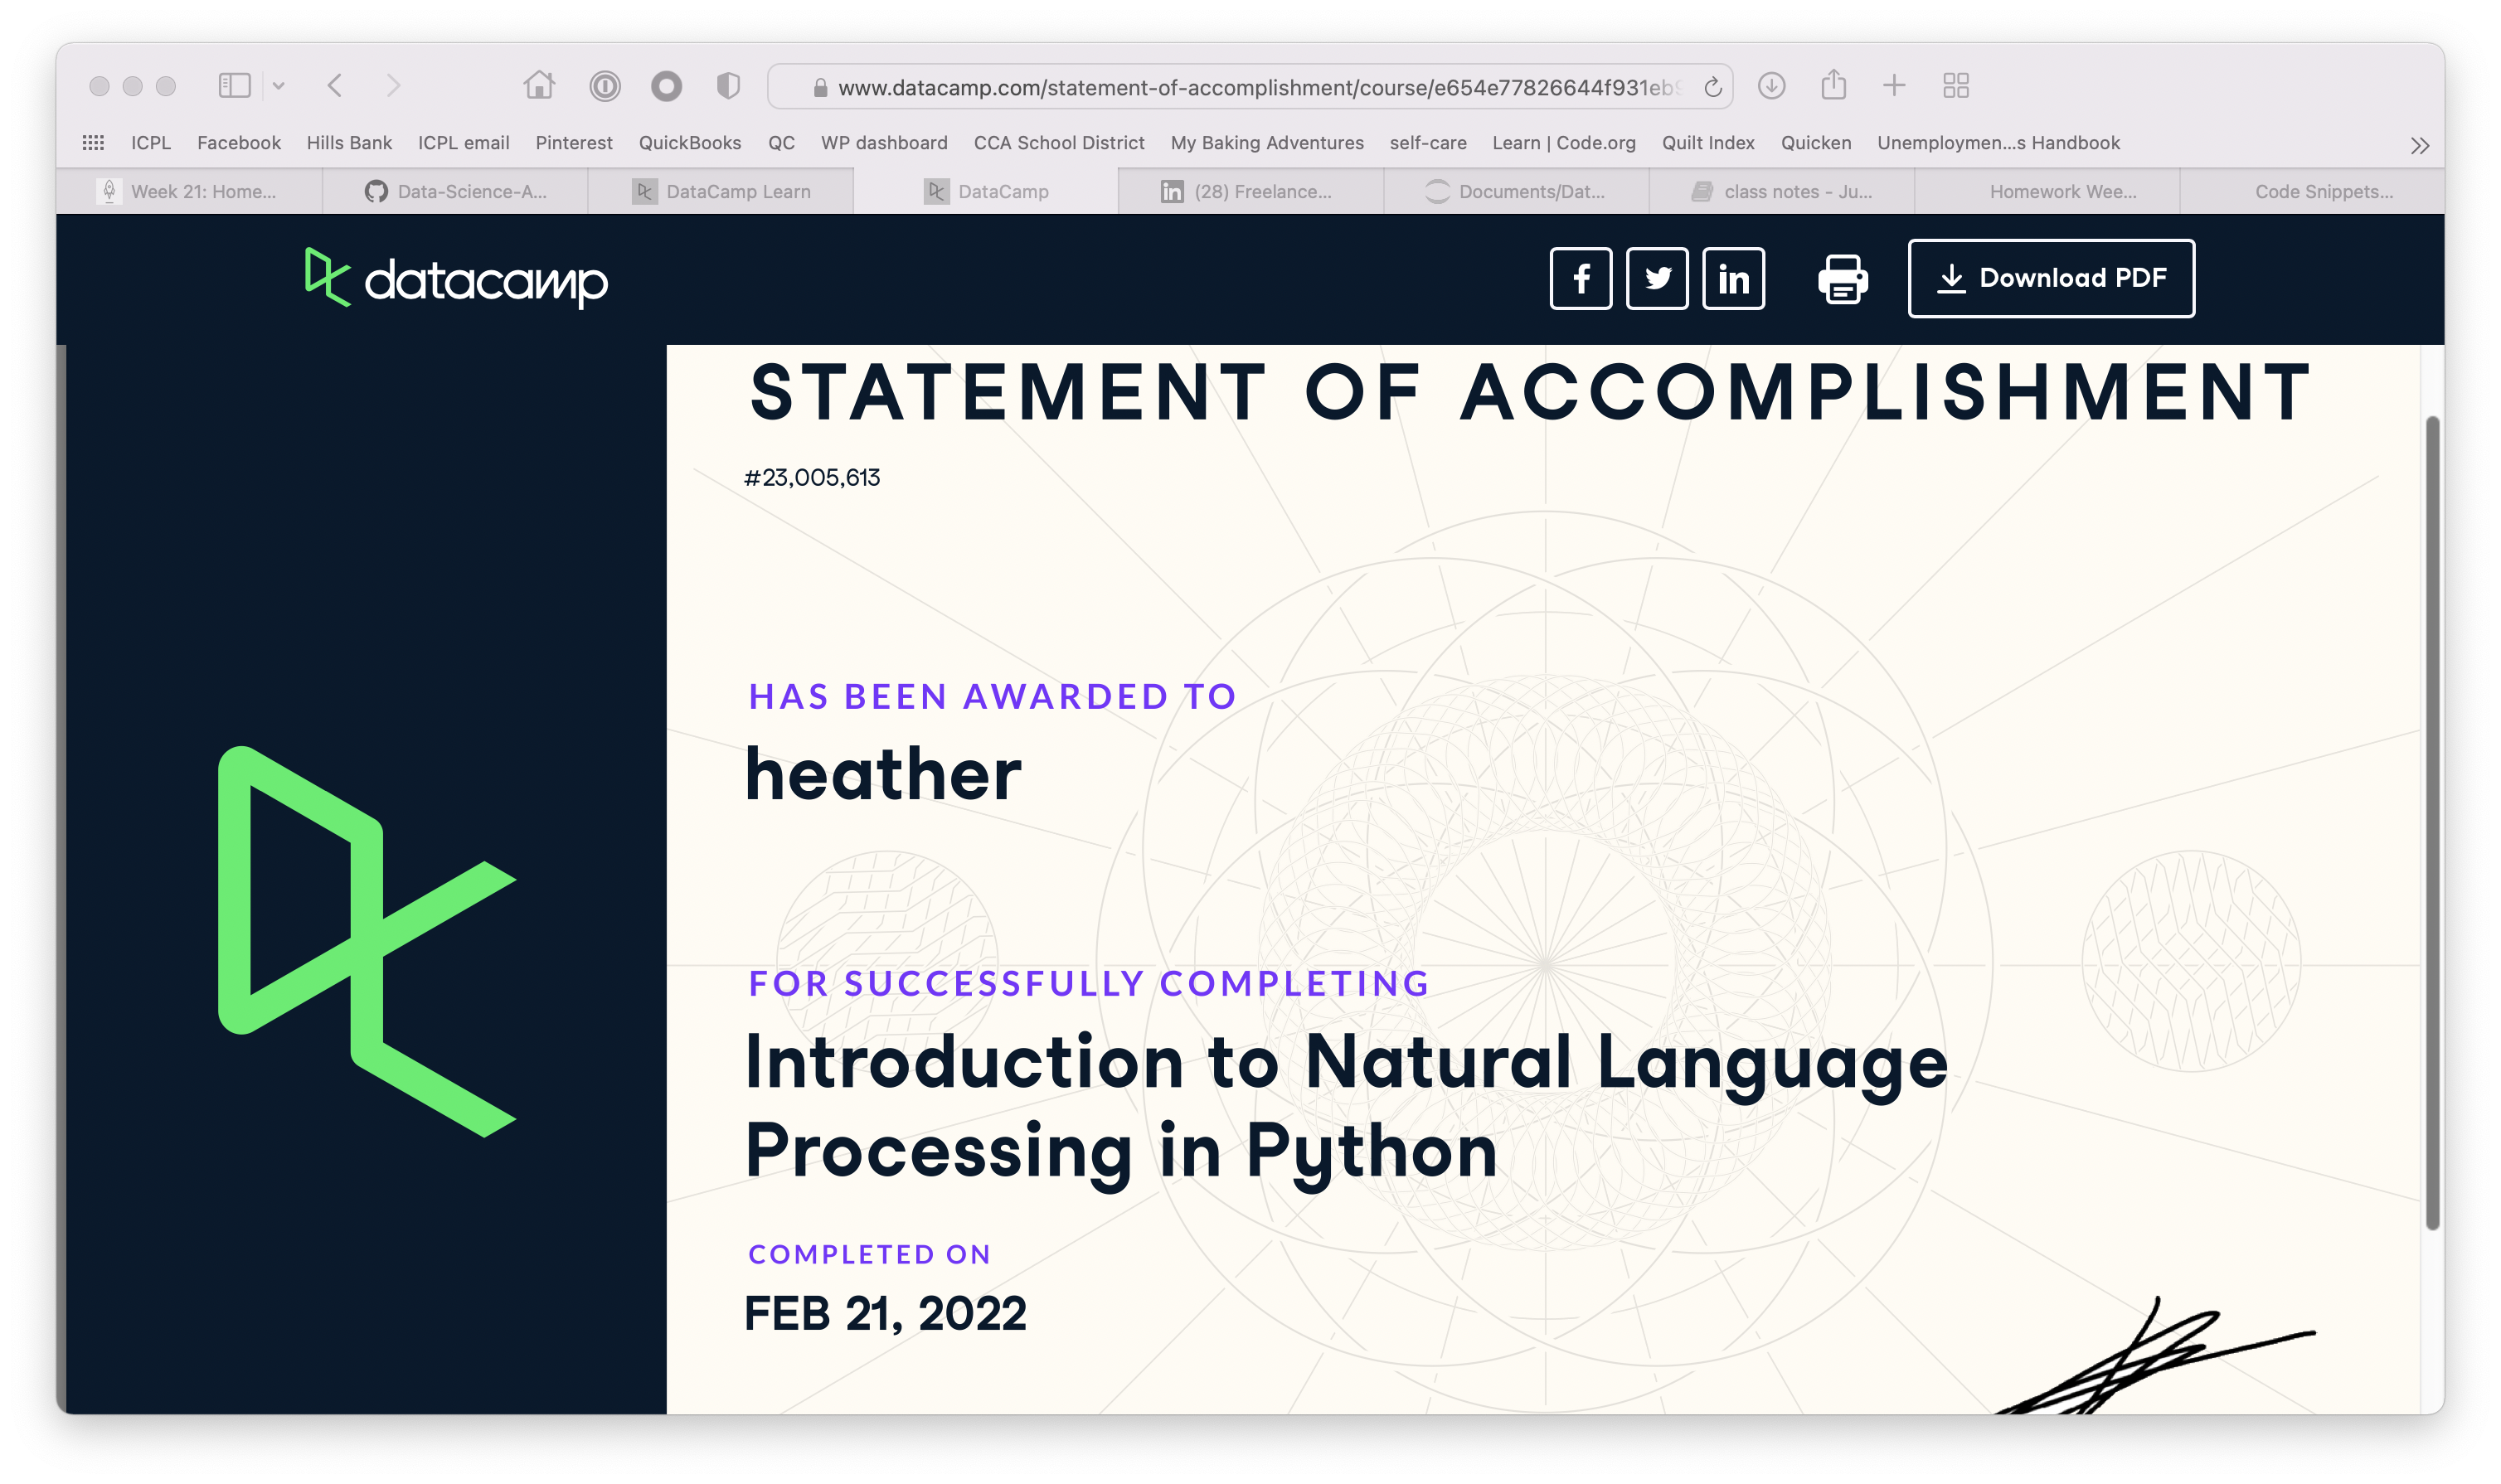 www.datacamp.com/statement-of-accomplishment/course/e654e77826644f931eb
ICPL Facebook Hills Bank ICPL email Pinterest QuickBooks QC WP dashboard CCA School District My Baking Adventures self-care Learn | Code.org Quilt Index Quicken Unemploymen...s Handbook
Week 21: Home... Data-Science-A... DataCamp Learn DataCamp (28) Freelance... Documents/Dat... class notes - Ju... Homework Wee... Code Snippets...
datacamp Download PDF
STATEMENT OF ACCOMPLISHMENT
#23,005,613
HAS BEEN AWARDED TO
heather
FOR SUCCESSFULLY COMPLETING
Introduction to Natural Language
Processing in Python
COMPLETED ON
FEB 21, 2022